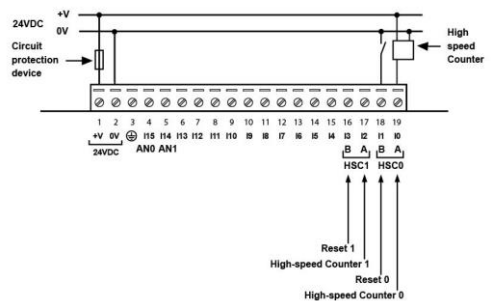 +V
24VDC
0V
Circuit
protection
device
High
speed
Counter
1 2 3 4 5 6 7 8 9 10 11 12 13 14 15 16 17 18 19
+V 0V I15 I14 I13 I12 I11 I10 I9 I8 I7 I6 I5 I4 I3 I2 I1 I0
24VDC AN0 AN1 B A B A
HSC1 HSC0
Reset 1
High-speed Counter 1
Reset 0
High-speed Counter 0